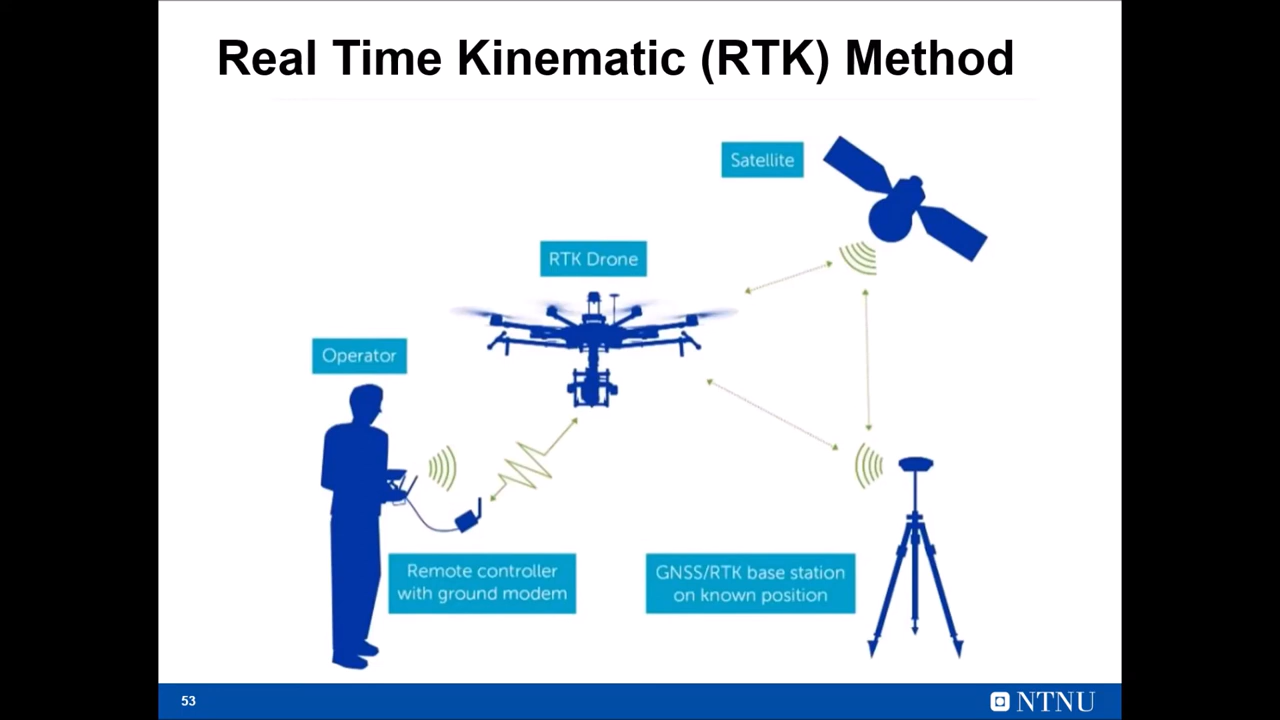 Real Time Kinematic (RTK) Method
Satellite
RTK Drone
Operator
Remote controller
with ground modem
GNSS/RTK base station
on known position
53
NTNU